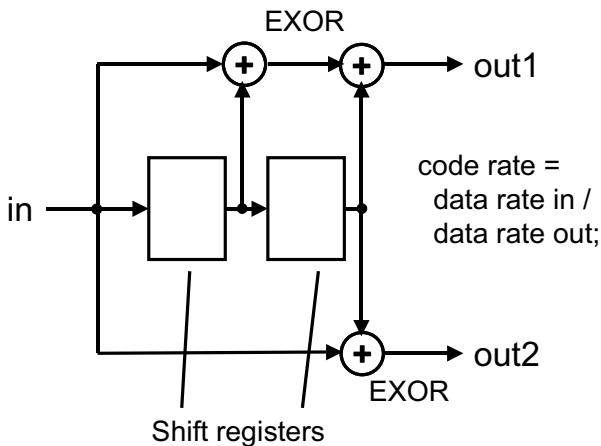 EXOR
+
+
out1
code rate =
data rate in /
data rate out;
in
+
out2
EXOR
Shift registers